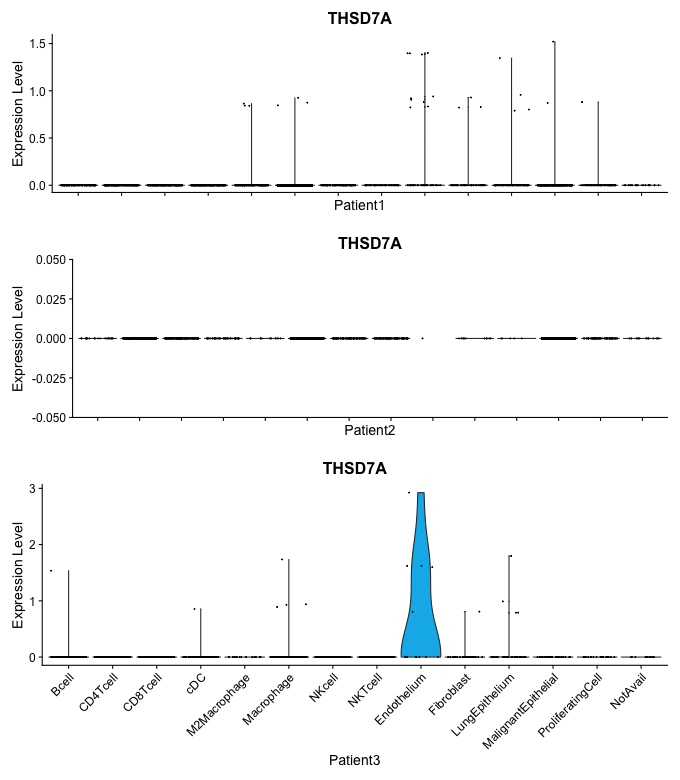 THSD7A
Expression Level
1.5
1.0
0.5
0.0
Patient1
THSD7A
Expression Level
0.050
0.025
0.000
-0.025
-0.050
Patient2
THSD7A
Expression Level
3
2
1
0
Bcell
CD4Tcell
CD8Tcell
cDC
M2Macrophage
Macrophage
NKcell
NKTcell
Endothelium
Fibroblast
LungEpithelium
MalignantEpithelial
ProliferatingCell
NotAvail
Patient3